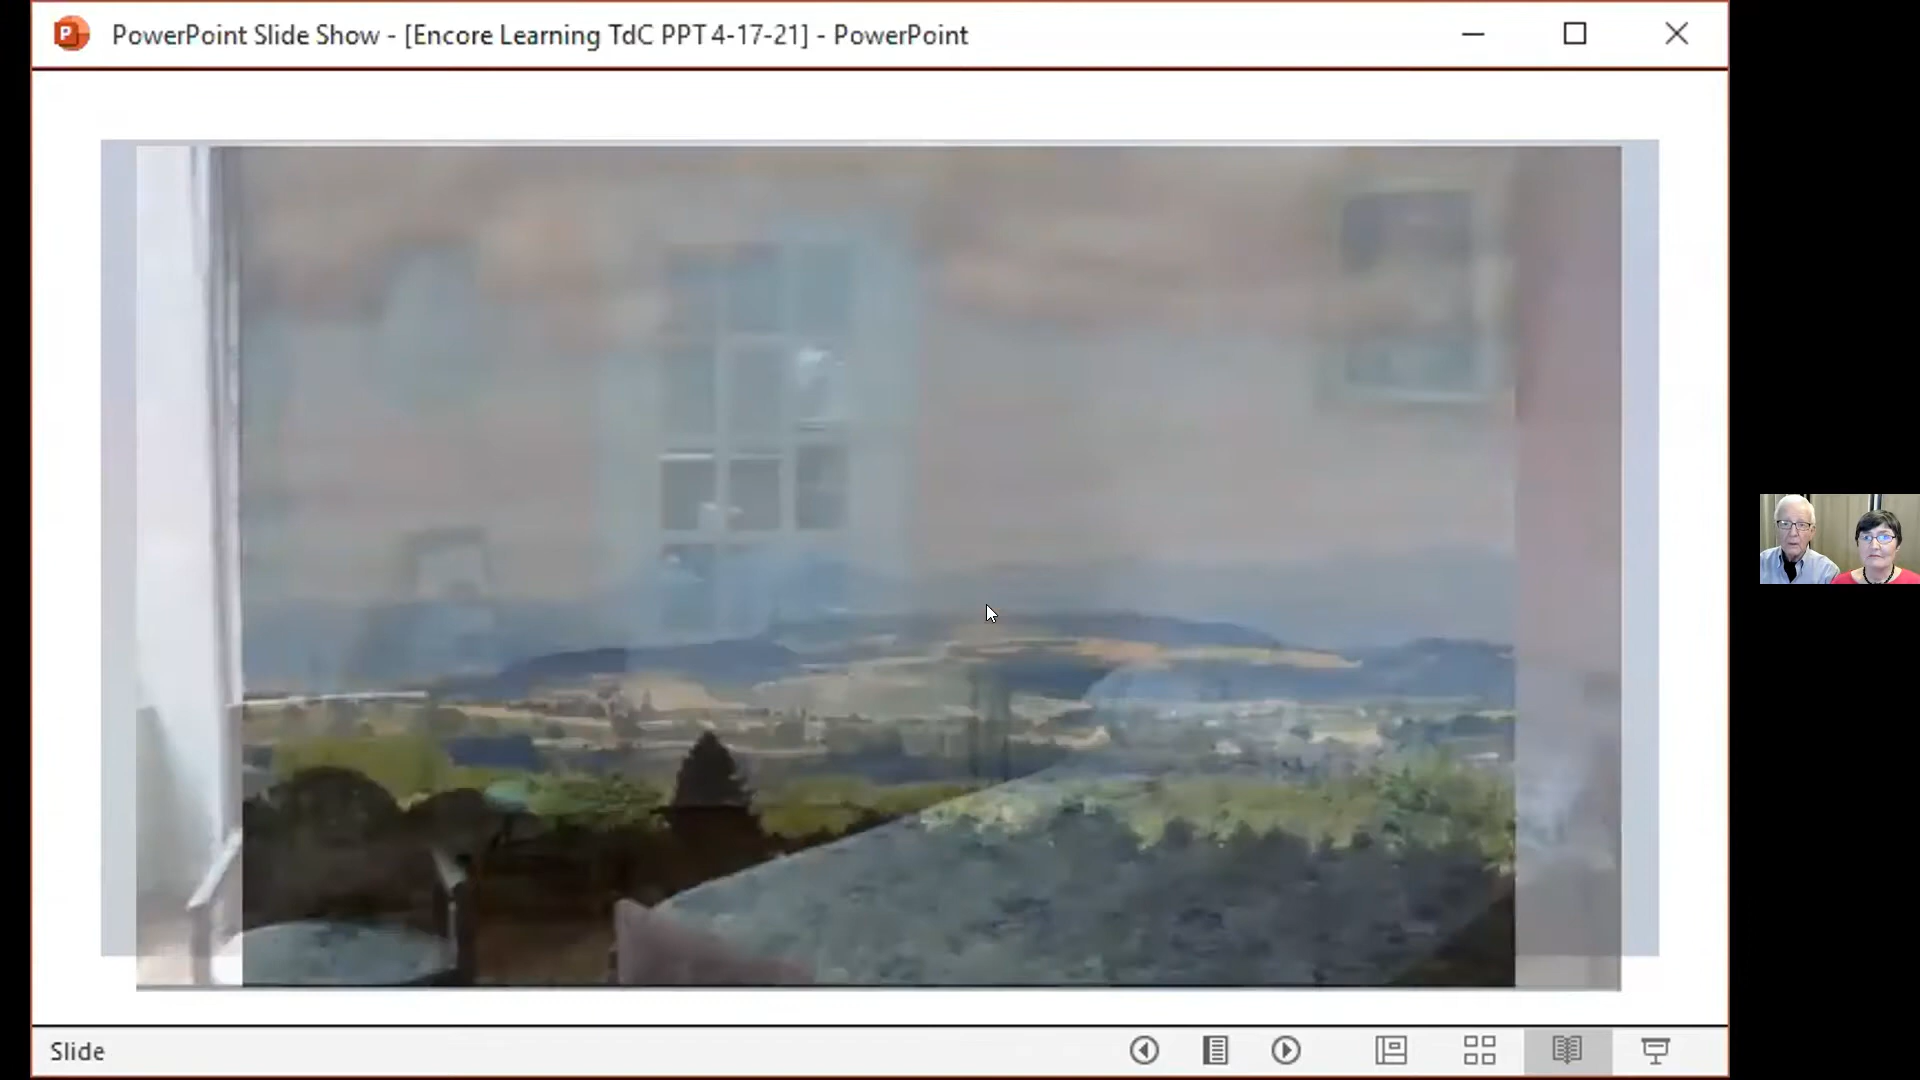 PowerPoint Slide Show - [Encore Learning TdC PPT 4-17-21] - PowerPoint
Slide